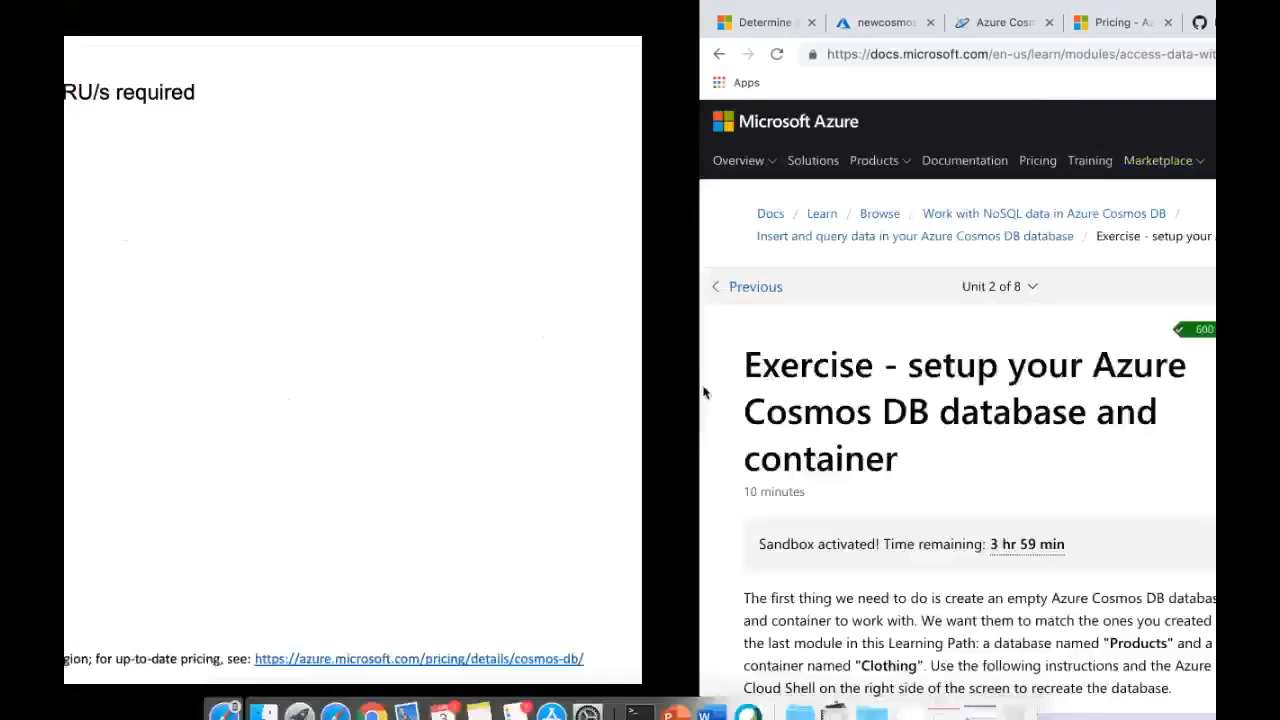 RU/s required
gion; for up-to-date pricing, see: https://azure.microsoft.com/pricing/details/cosmos-db/
Determine
newcosmos
Azure Cosm
Pricing - Az
https://docs.microsoft.com/en-us/learn/modules/access-data-wit
Apps
Microsoft Azure
Overview Solutions Products Documentation Pricing Training Marketplace
Docs / Learn / Browse / Work with NoSQL data in Azure Cosmos DB /
Insert and query data in your Azure Cosmos DB database / Exercise - setup your
Previous
Unit 2 of 8
600
Exercise - setup your Azure
Cosmos DB database and
container
10 minutes
Sandbox activated! Time remaining: 3 hr 59 min
The first thing we need to do is create an empty Azure Cosmos DB databas
and container to work with. We want them to match the ones you created
the last module in this Learning Path: a database named "Products" and a
container named "Clothing". Use the following instructions and the Azure
Cloud Shell on the right side of the screen to recreate the database.